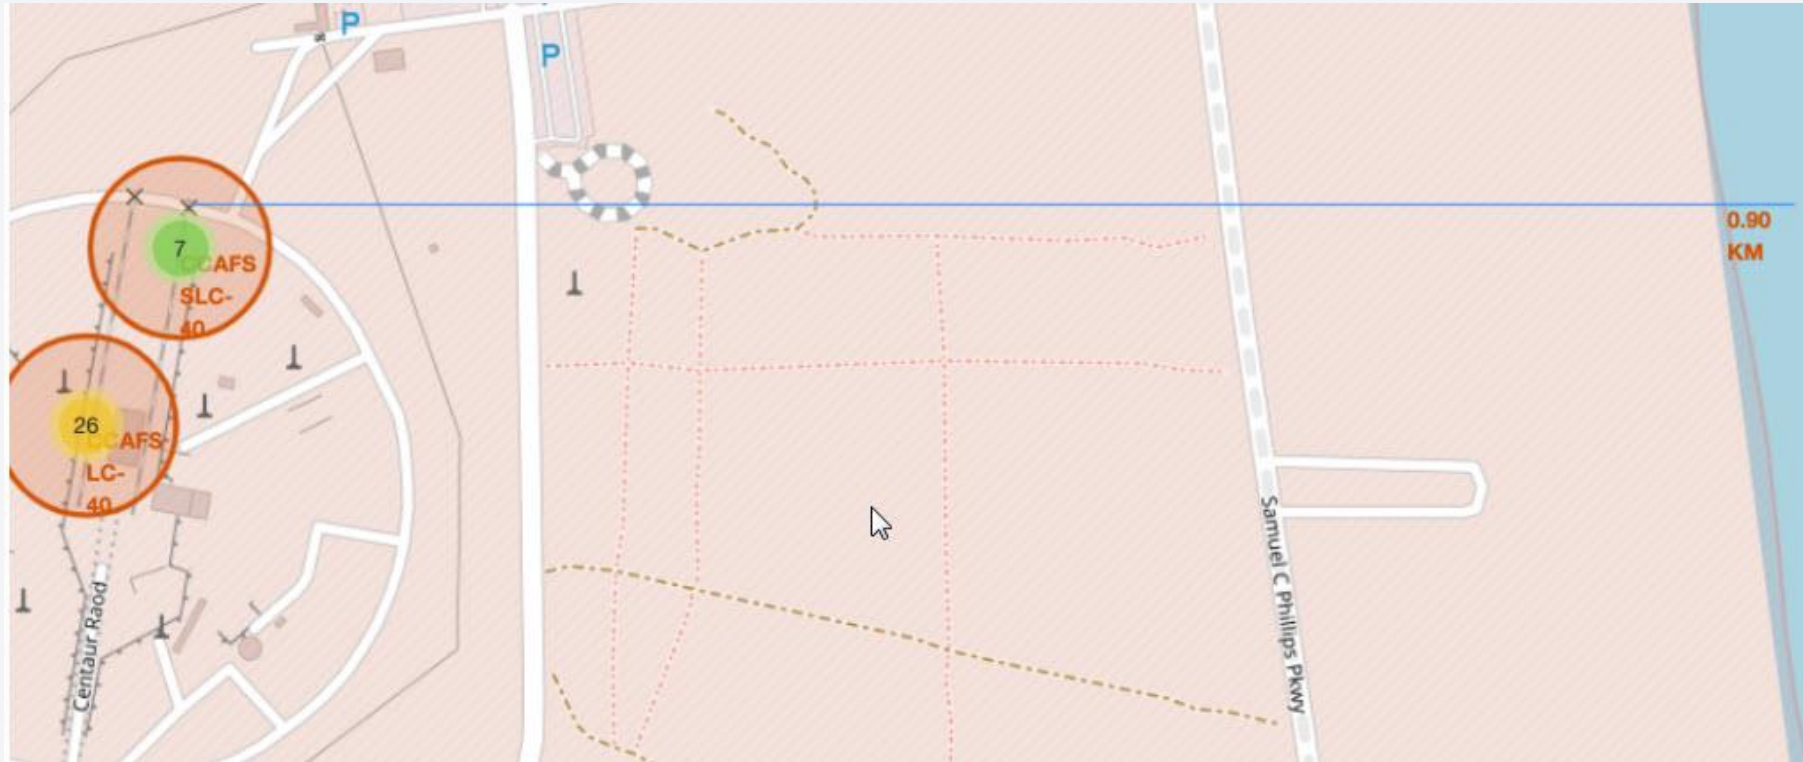 P
P
0.90
KM
7
CCAFS
SLC-
40
26
CCAFS
LC-
40
Centaur Raod
Samuel C Phillips Pkwy